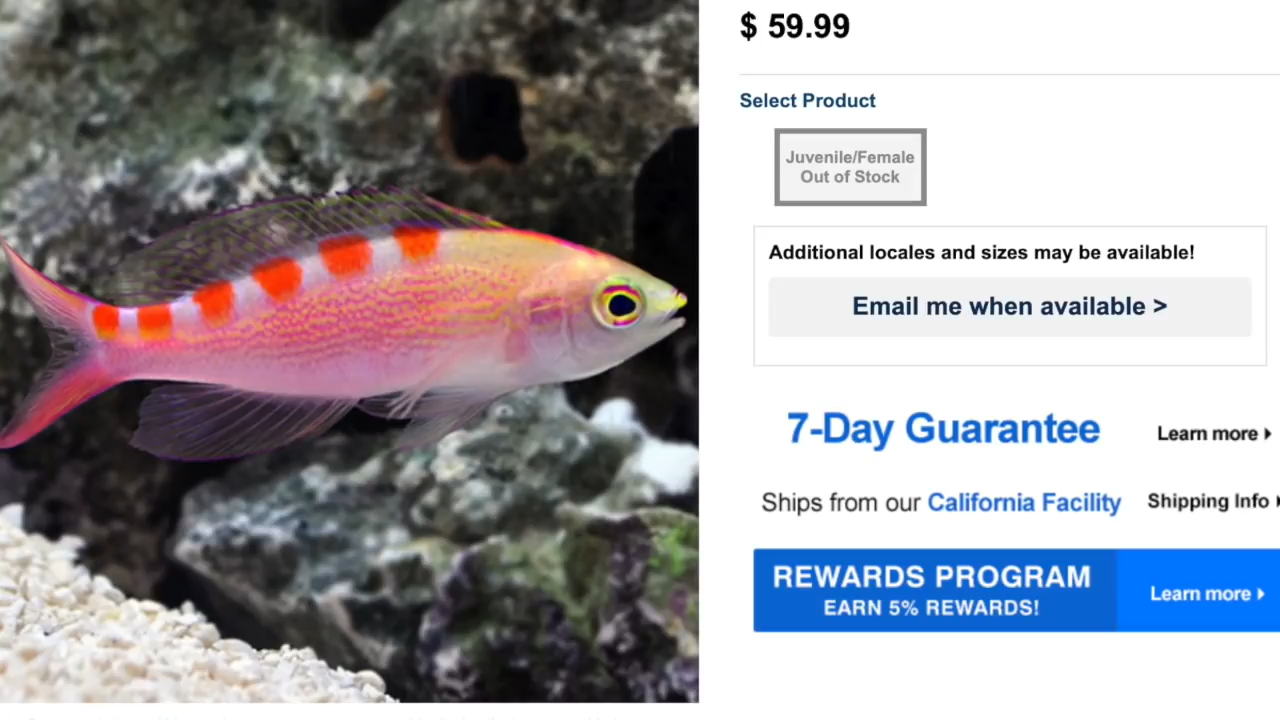 $ 59.99
Select Product
Juvenile/Female
Out of Stock
Additional locales and sizes may be available!
Email me when available >
7-Day Guarantee Learn more
Ships from our California Facility Shipping Info
REWARDS PROGRAM
EARN 5% REWARDS!
Learn more